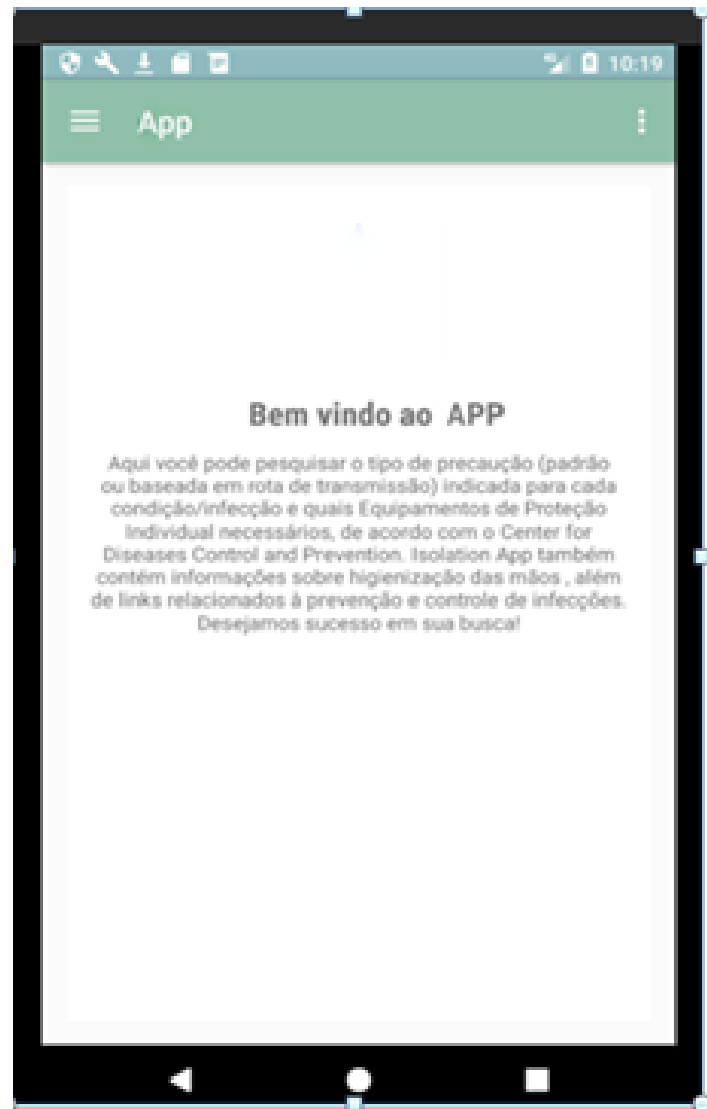 10:19
App
Bem vindo ao APP
Aqui você pode pesquisar o tipo de precaução (padrão
ou baseada em rota de transmissão) indicada para cada
condição/infecção e quais Equipamentos de Proteção
Individual necessários, de acordo com o Center for
Diseases Control and Prevention. Isolation App também
contém informações sobre higienização das mãos , além
de links relacionados à prevenção e controle de infecções.
Desejamos sucesso em sua busca!